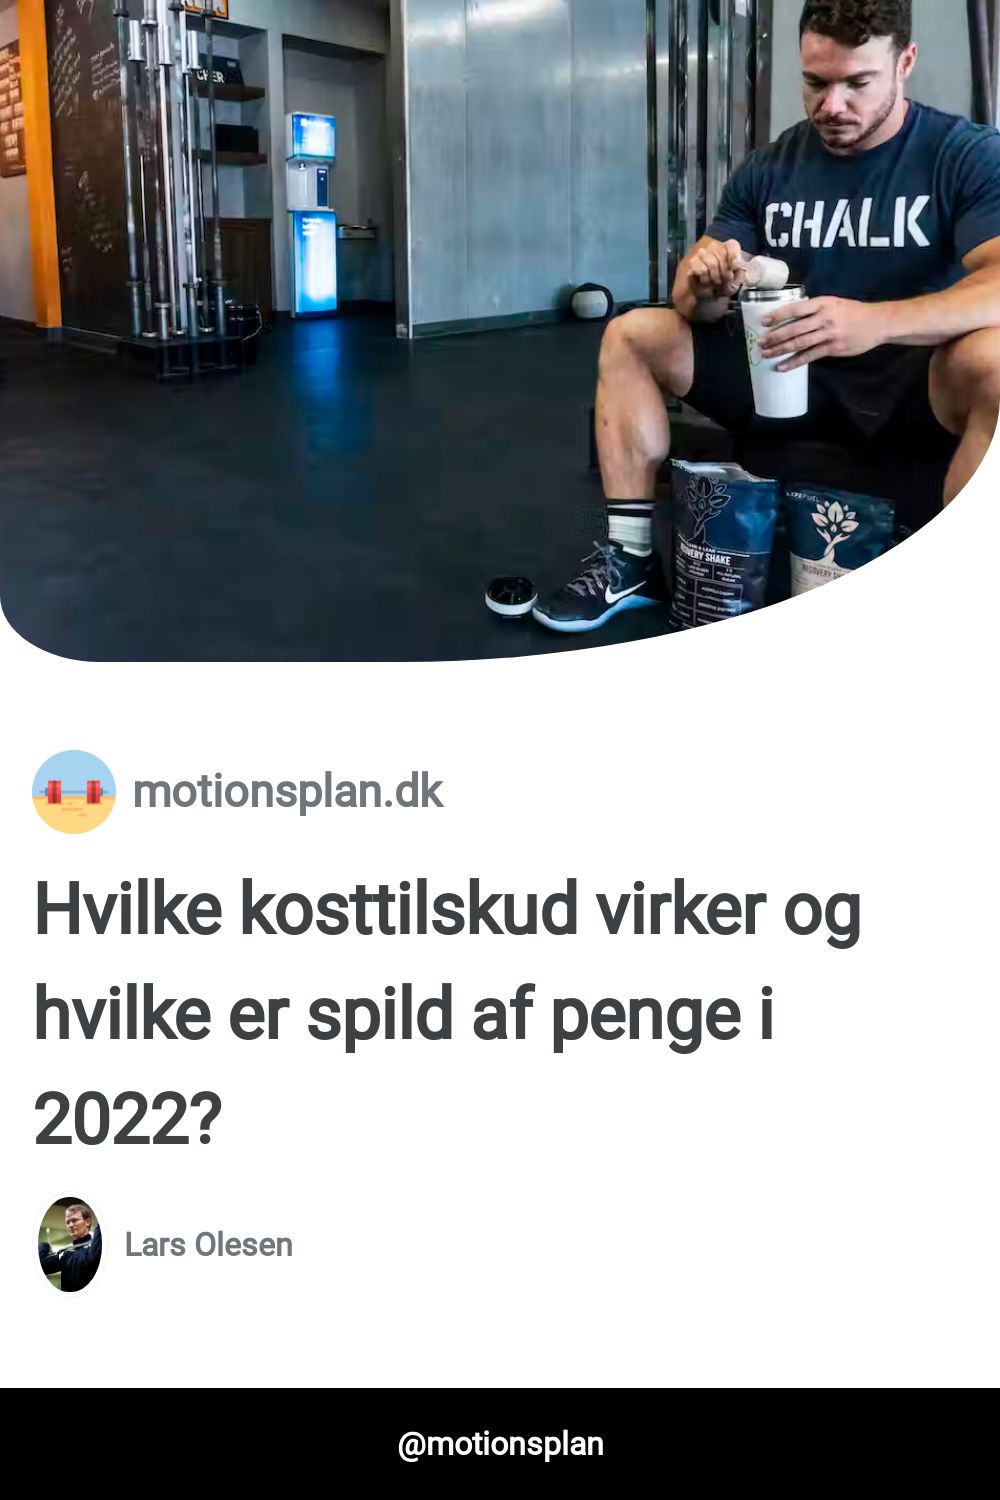 CHALK
LYFEFUEL
RECOVERY SHAKE
RECOVERY
motionsplan.dk
Hvilke kosttilskud virker og
hvilke er spild af penge i
2022?
Lars Olesen
@motionsplan